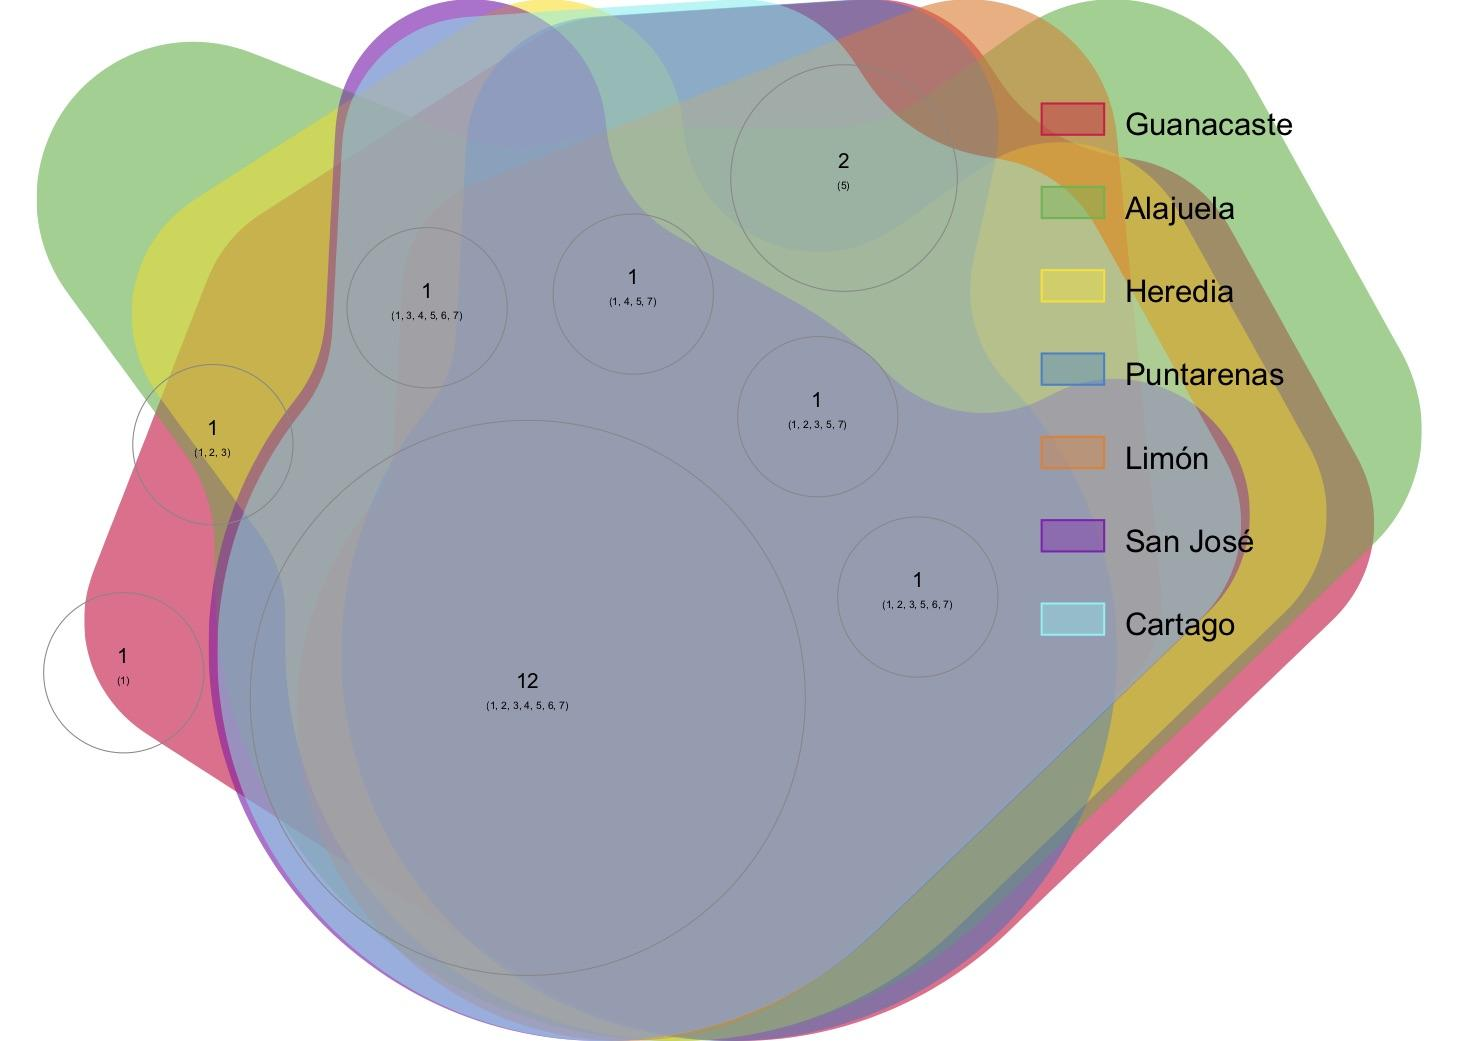 Guanacaste
2
(5)
Alajuela
1
(1, 4, 5, 7)
1
(1, 3, 4, 5, 6, 7)
Heredia
Puntarenas
1
(1, 2, 3, 5, 7)
1
(1, 2, 3)
Limón
San José
1
(1, 2, 3, 5, 6, 7)
Cartago
1
(1)
12
(1, 2, 3, 4, 5, 6, 7)